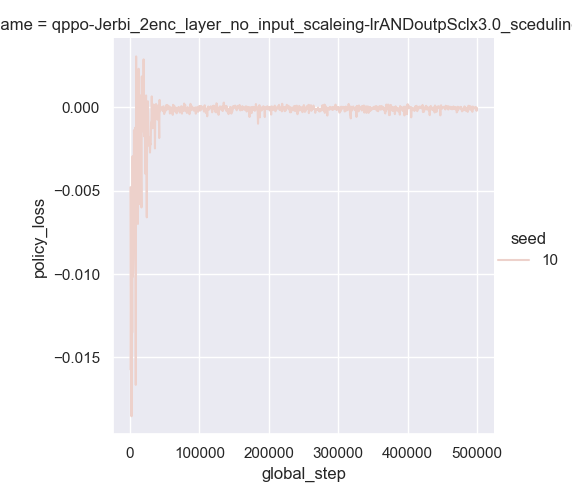 ame = qppo-Jerbi_2enc_layer_no_input_scaleing-lrANDoutpSclx3.0_scedulin
0.000
−0.005
−0.010
−0.015
policy_loss
0 100000 200000 300000 400000 500000
global_step
seed
10